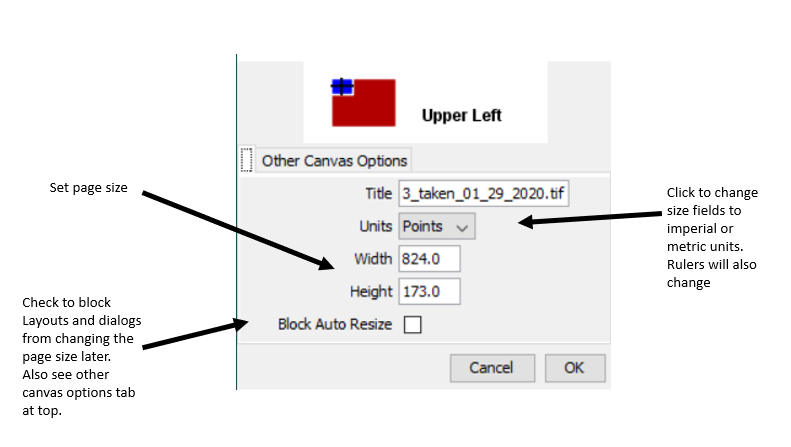 Upper Left
Other Canvas Options
Title 3_taken_01_29_2020.tif
Units Points
Width 824.0
Height 173.0
Block Auto Resize
Cancel OK
Set page size
Check to block
Layouts and dialogs
from changing the
page size later.
Also see other
canvas options tab
at top.
Click to change
size fields to
imperial or
metric units.
Rulers will also
change